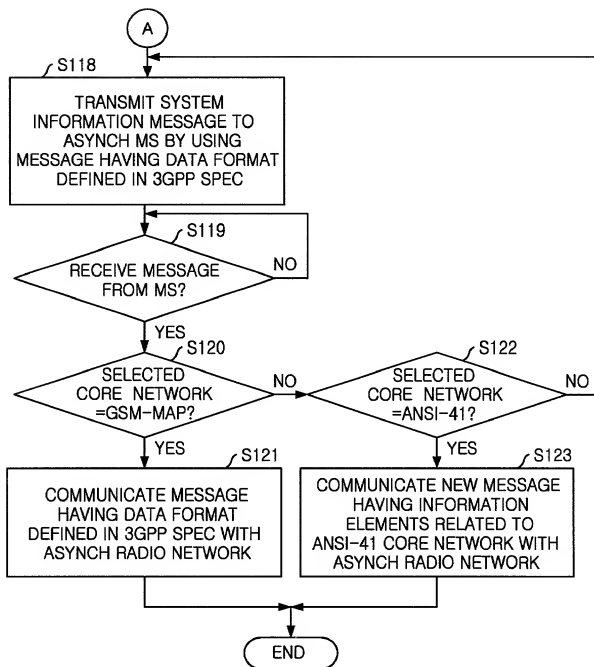 A
S118
TRANSMIT SYSTEM
INFORMATION MESSAGE TO
ASYNCH MS BY USING
MESSAGE HAVING DATA FORMAT
DEFINED IN 3GPP SPEC
S119
RECEIVE MESSAGE
FROM MS?
NO
YES
S120
SELECTED
CORE NETWORK
=GSM-MAP?
NO
YES
S122
SELECTED
CORE NETWORK
=ANSI-41?
NO
YES
S121
COMMUNICATE MESSAGE
HAVING DATA FORMAT
DEFINED IN 3GPP SPEC WITH
ASYNCH RADIO NETWORK
S123
COMMUNICATE NEW MESSAGE
HAVING INFORMATION
ELEMENTS RELATED TO
ANSI-41 CORE NETWORK WITH
ASYNCH RADIO NETWORK
END